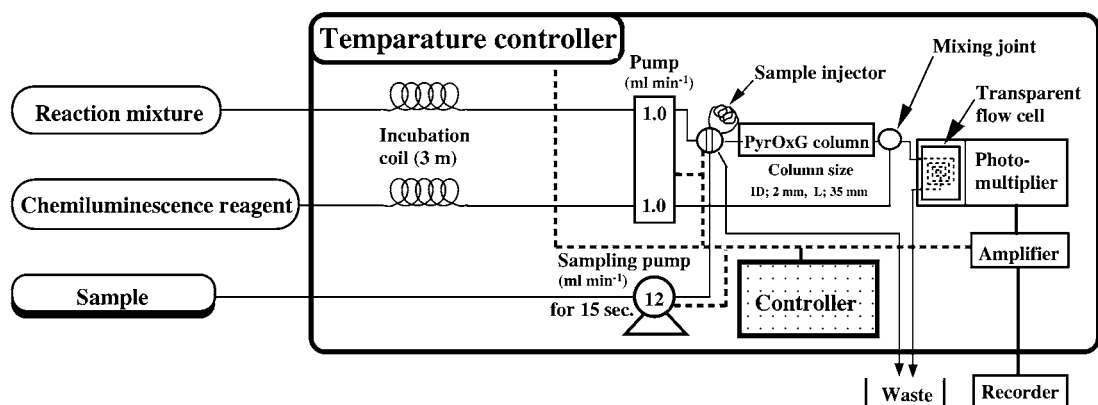 Temparature controller
Mixing joint
Pump
(ml min-1)
Sample injector
Transparent
flow cell
Reaction mixture
1.0
Incubation
coil (3 m)
PyrOxG column
Column size
ID; 2 mm, L; 35 mm
Photo-
multiplier
Chemiluminescence reagent
1.0
Sampling pump
(ml min-1)
Amplifier
Sample
12
for 15 sec.
Controller
Waste
Recorder